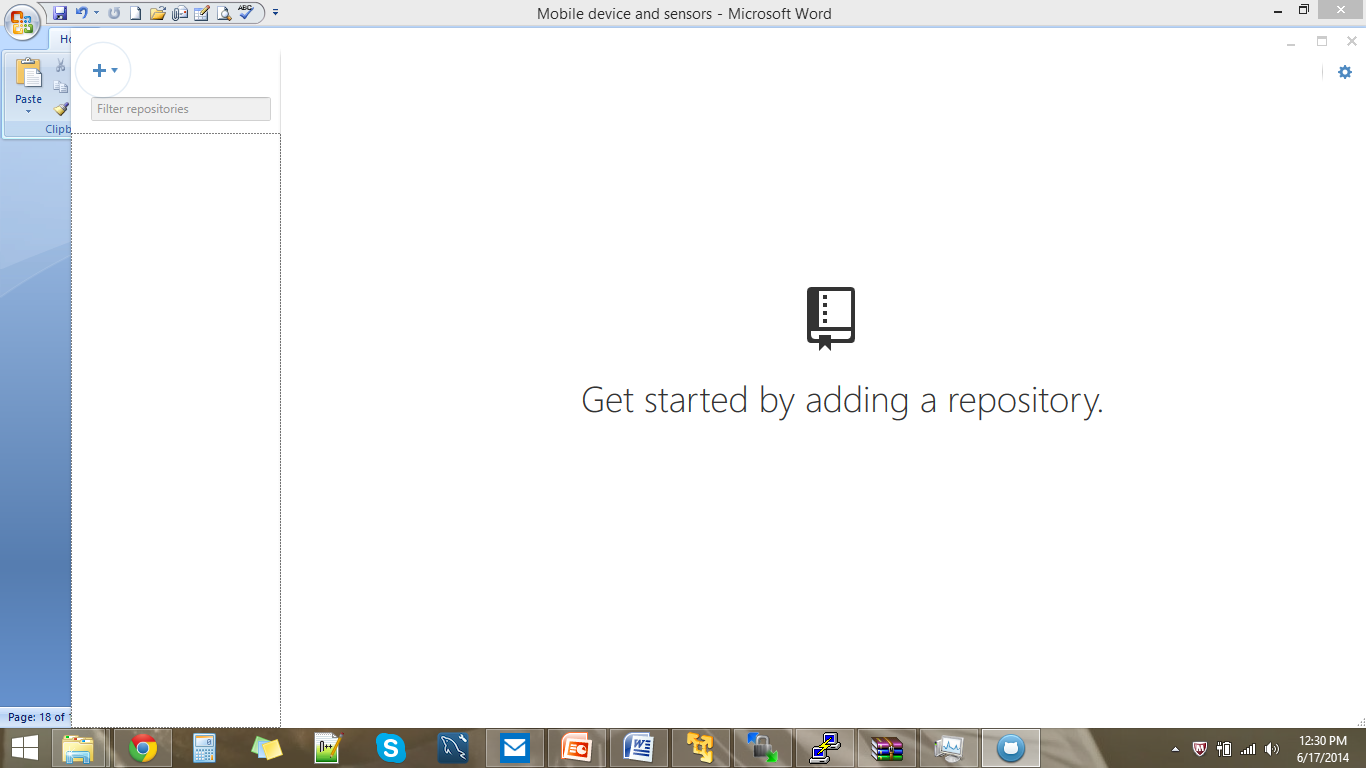 Mobile device and sensors - Microsoft Word
Paste
Clipb
Filter repositories
Get started by adding a repository.
Page: 18 of
12:30 PM
6/17/2014